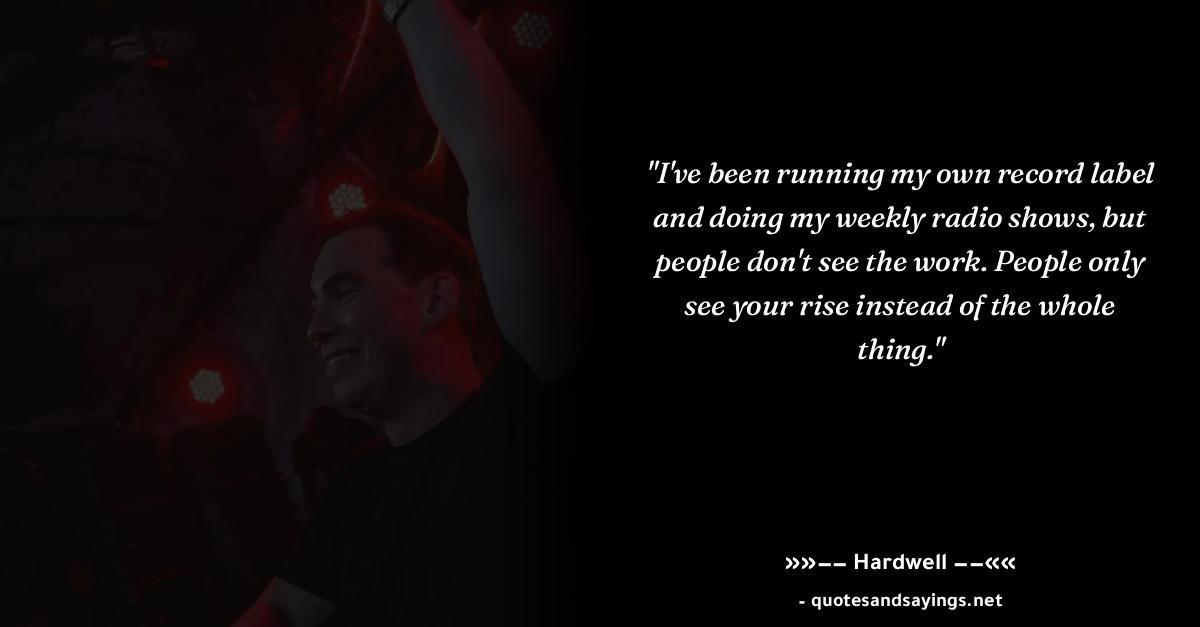 "I've been running my own record label
and doing my weekly radio shows, but
people don't see the work. People only
see your rise instead of the whole
thing."
»»−− Hardwell −−««
- quotesandsayings.net